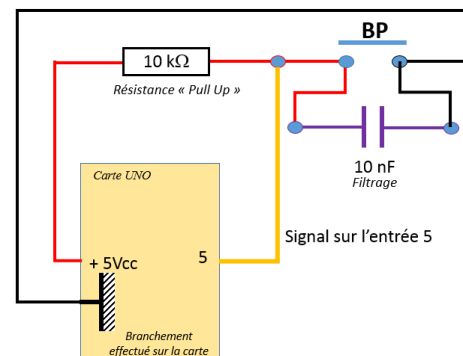 BP
10 kΩ
Résistance « Pull Up »
10 nF
Filtrage
Carte UNO
Signal sur l’entrée 5
+ 5Vcc
5
Branchement
effectué sur la carte